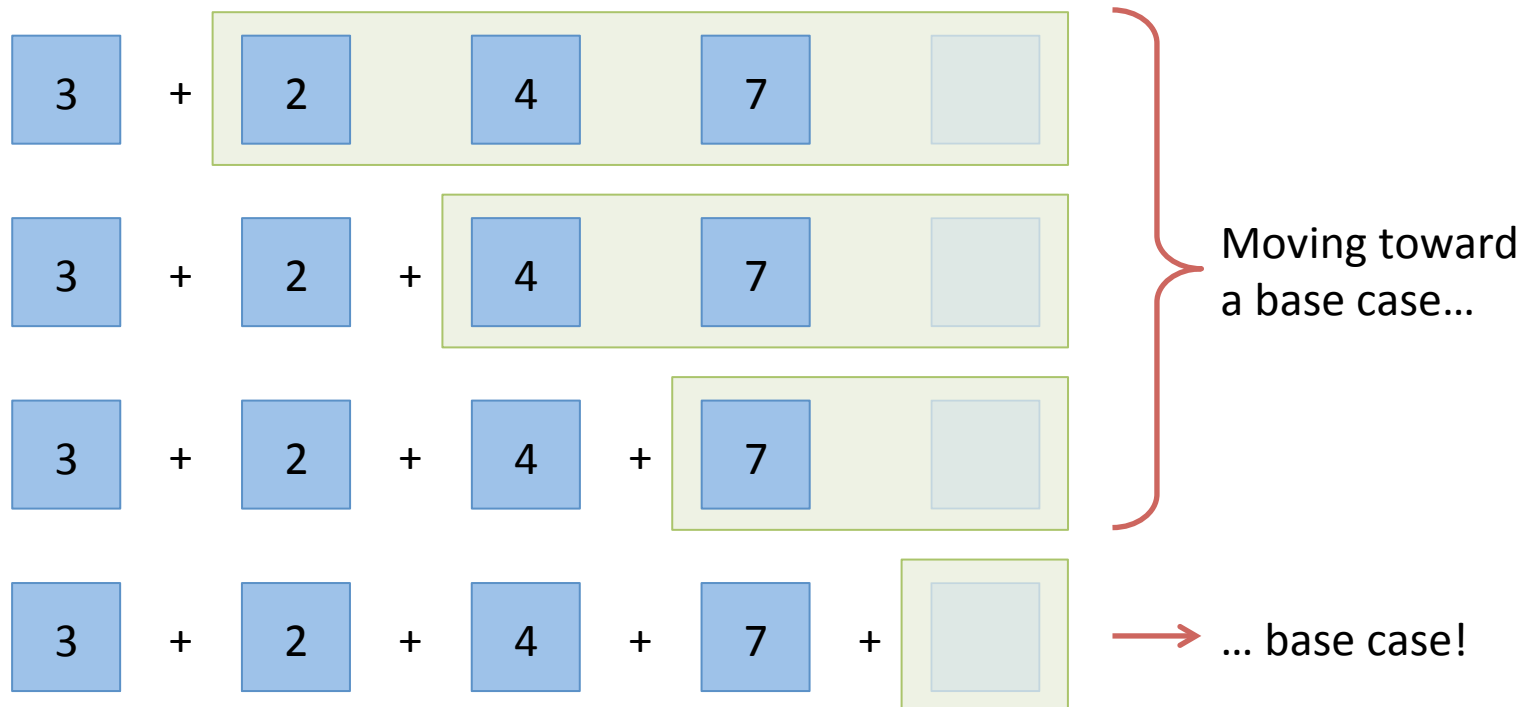 3 + 2 4 7
3 + 2 + 4 7
Moving toward
a base case…
3 + 2 + 4 + 7
3 + 2 + 4 + 7 +
… base case!